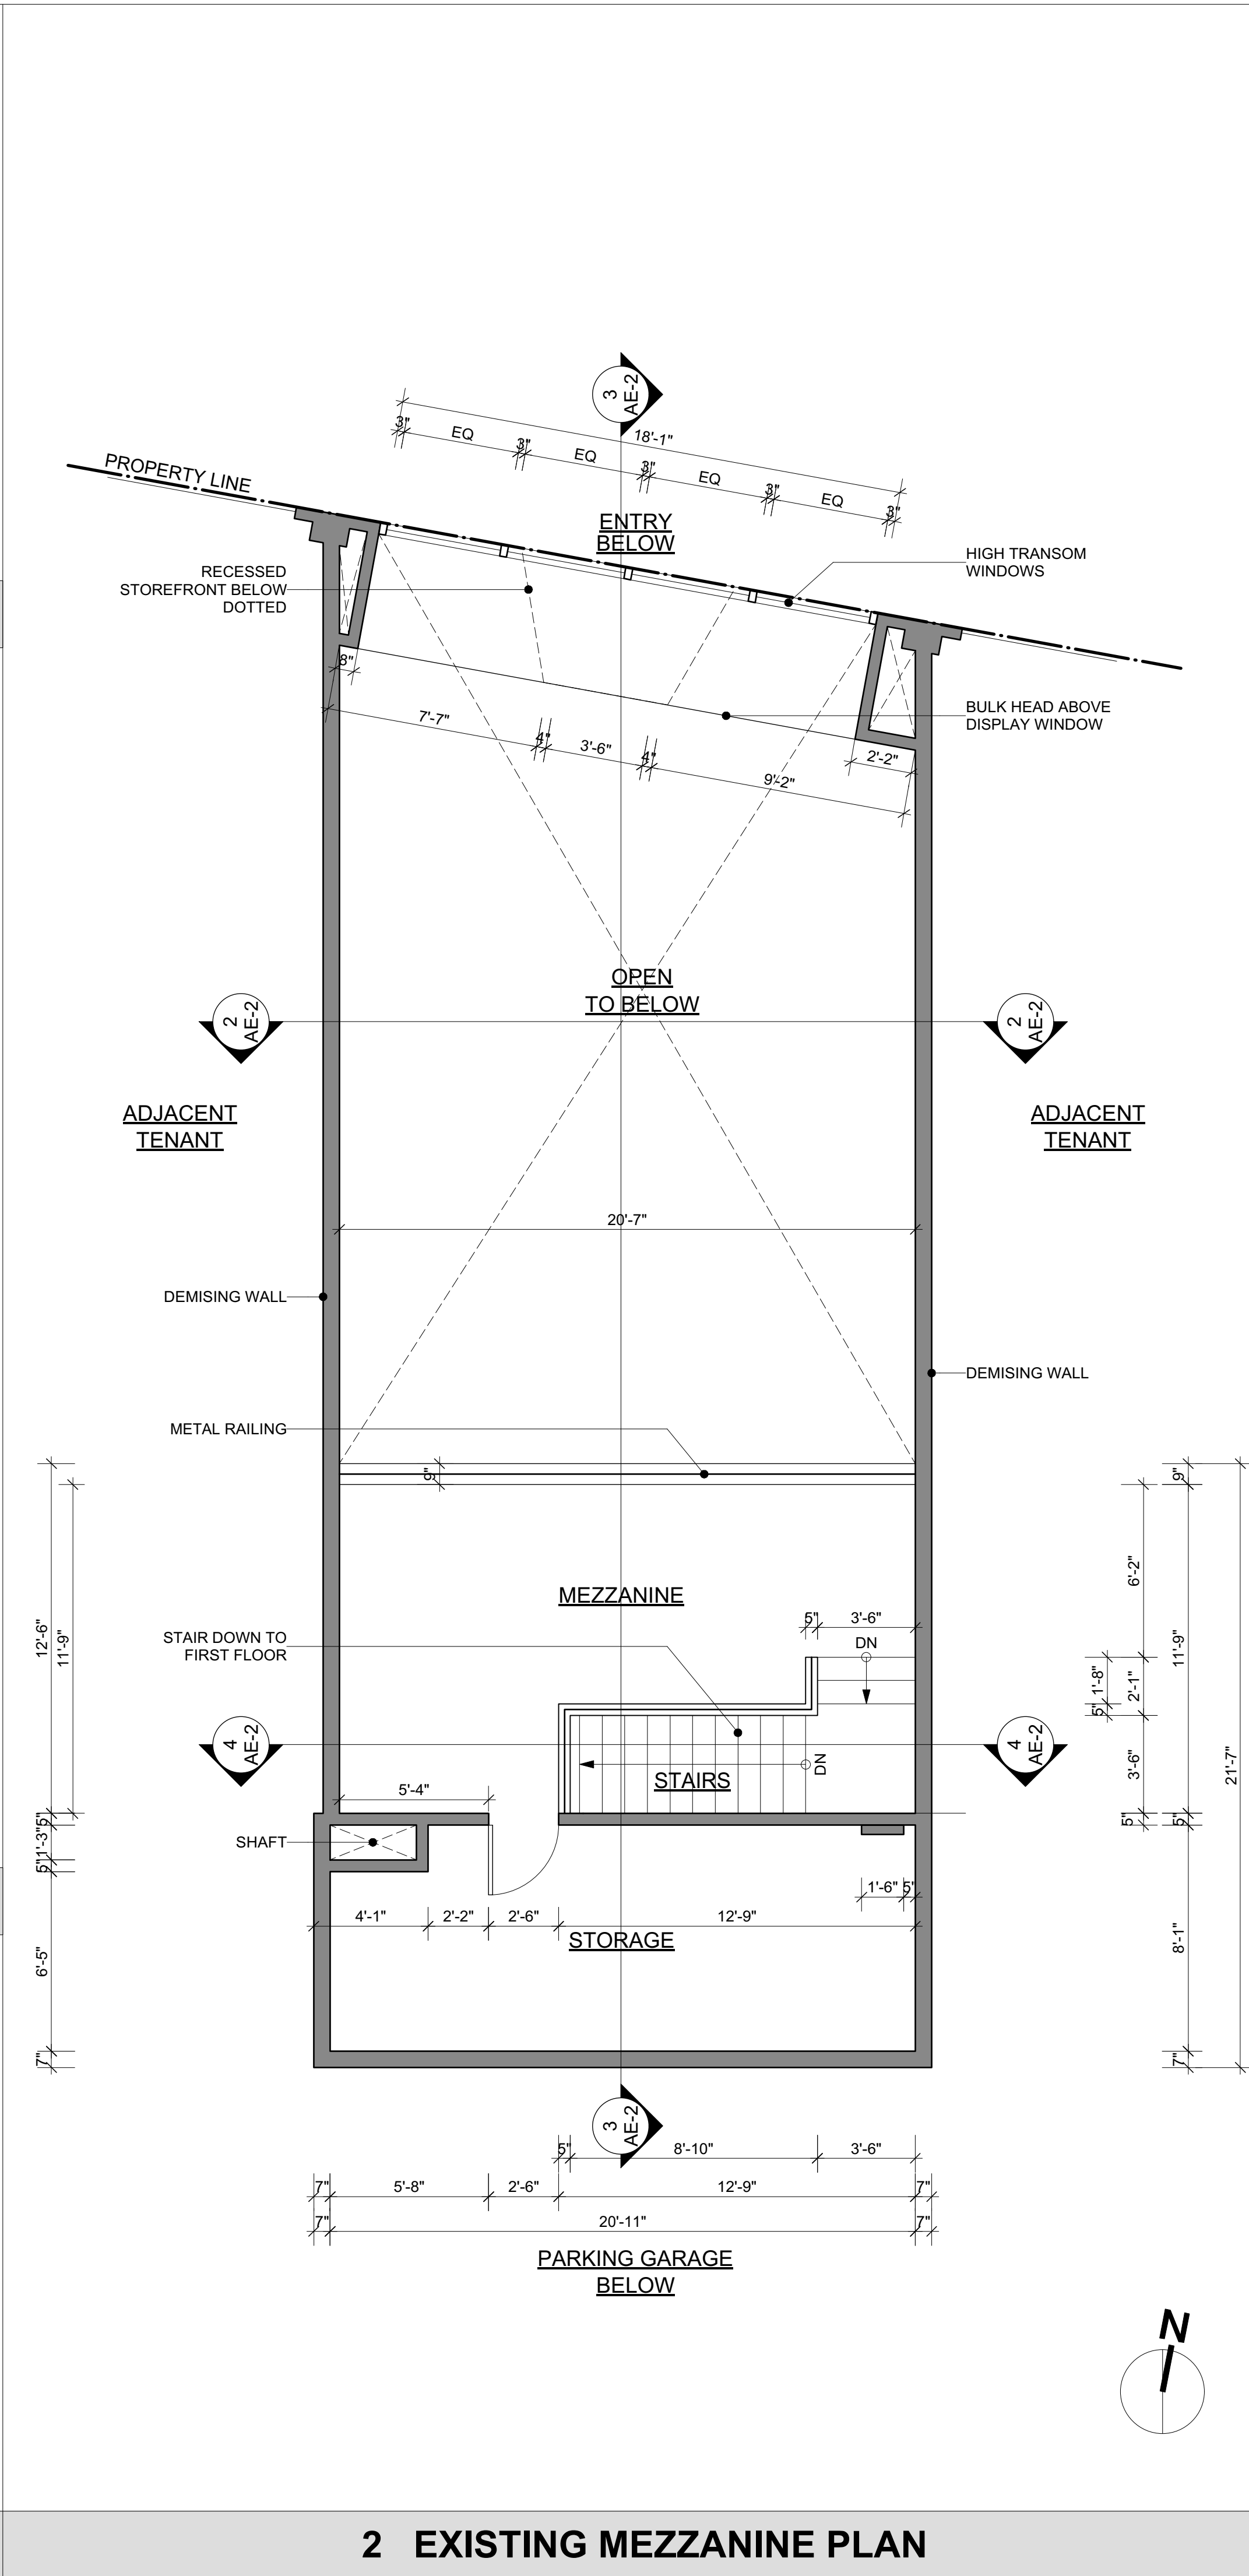 3
AE-2
18'-1"
3"
EQ
3"
EQ
3"
EQ
3"
EQ
3"
PROPERTY LINE
ENTRY
BELOW
HIGH TRANSOM
WINDOWS
RECESSED
STOREFRONT BELOW
DOTTED
8"
BULK HEAD ABOVE
DISPLAY WINDOW
7'-7"
4"
3'-6"
4"
9'-2"
2'-2"
OPEN
TO BELOW
2
AE-2
2
AE-2
ADJACENT
TENANT
ADJACENT
TENANT
20'-7"
DEMISING WALL
DEMISING WALL
METAL RAILING
9"
9"
6'-2"
MEZZANINE
5"
3'-6"
DN
STAIR DOWN TO
FIRST FLOOR
12'-6"
11'-9"
11'-9"
1'-8"
2'-1"
5"
4
AE-2
4
AE-2
DN
STAIRS
3'-6"
21'-7"
5'-4"
5"
1'-3"
5"
SHAFT
5"
5"
1'-6"
5"
4'-1"
2'-2"
2'-6"
12'-9"
STORAGE
6'-5"
8'-1"
7"
7"
3
AE-2
5"
8'-10"
3'-6"
7"
5'-8"
2'-6"
12'-9"
7"
7"
20'-11"
7"
PARKING GARAGE
BELOW
N
2 EXISTING MEZZANINE PLAN